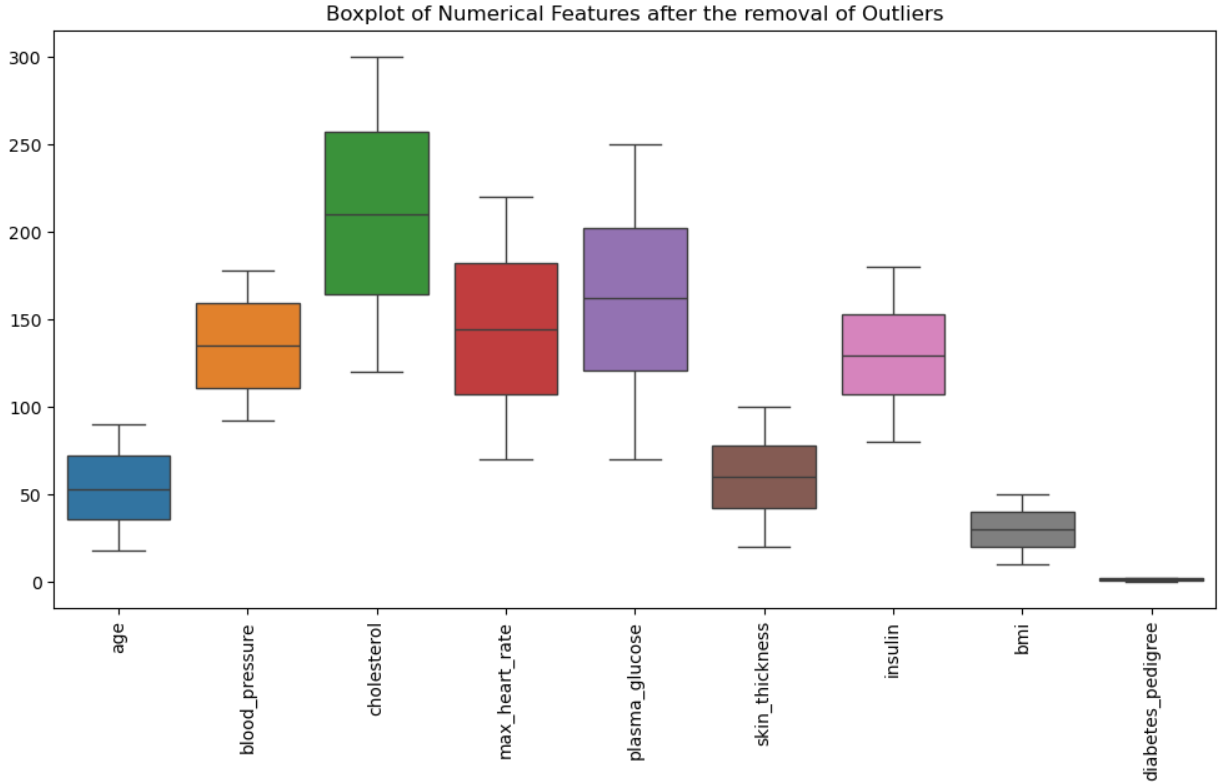 Boxplot of Numerical Features after the removal of Outliers
300
250
200
150
100
50
0
age
blood_pressure
cholesterol
max_heart_rate
plasma_glucose
skin_thickness
insulin
bmi
diabetes_pedigree